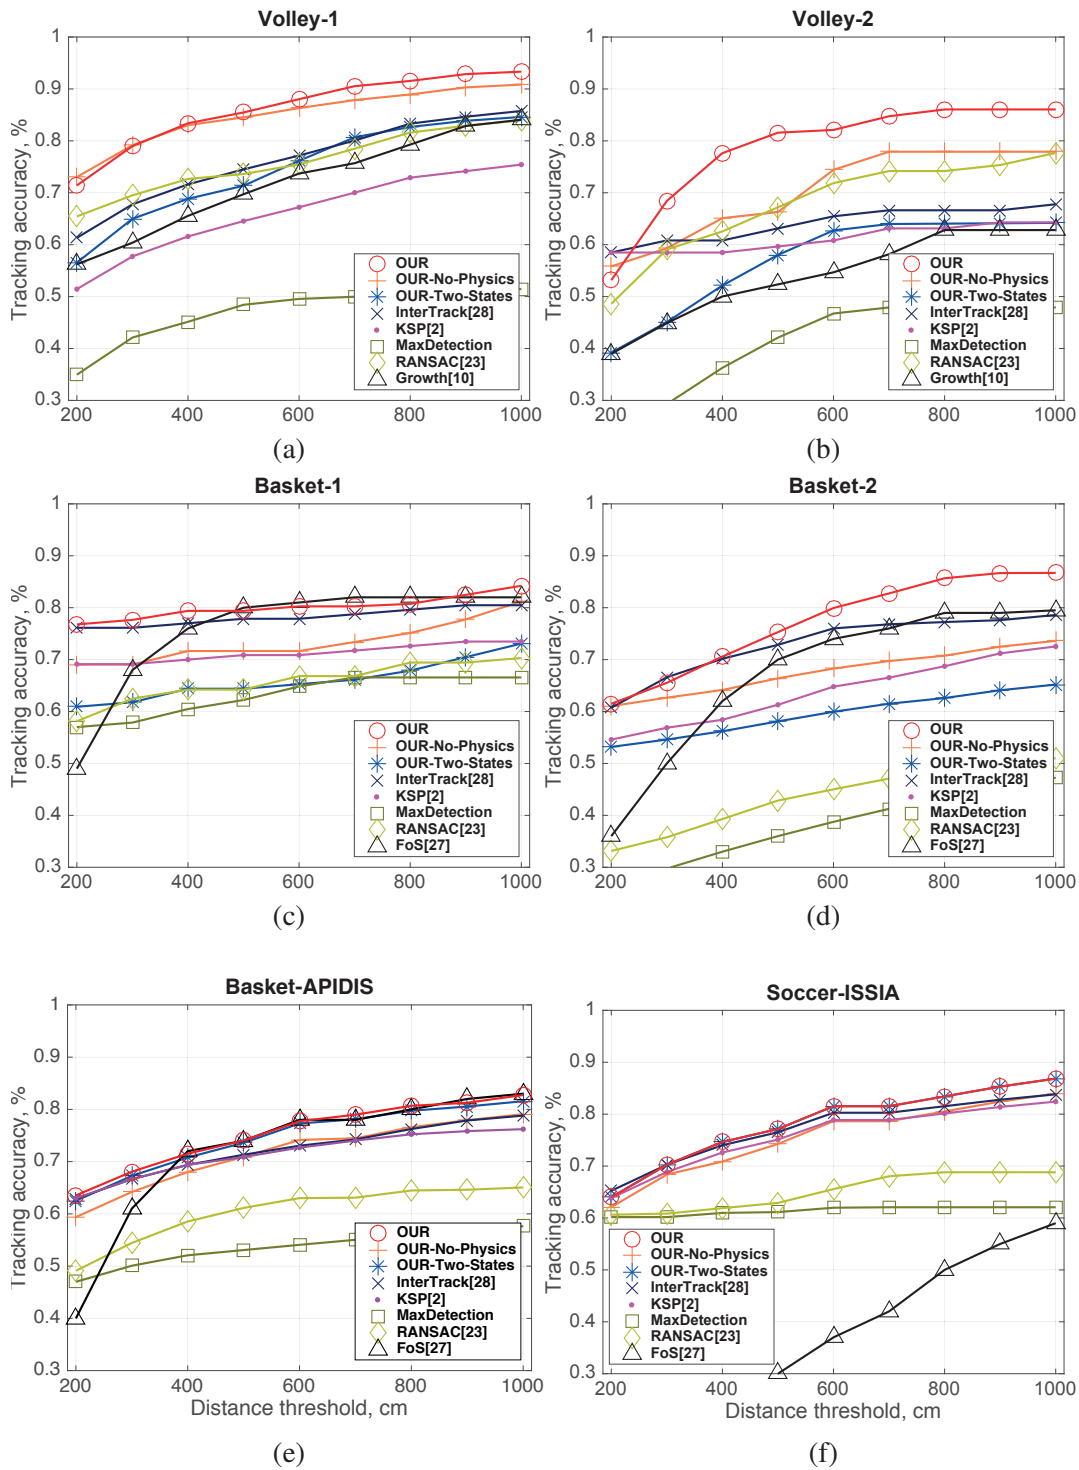 Volley-1
Tracking accuracy, %
1
0.9
0.8
0.7
0.6
0.5
0.4
0.3
200 400 600 800 1000
OUR
OUR-No-Physics
OUR-Two-States
InterTrack[28]
KSP[2]
MaxDetection
RANSAC[23]
Growth[10]
(a)
Volley-2
Tracking accuracy, %
1
0.9
0.8
0.7
0.6
0.5
0.4
0.3
200 400 600 800 1000
OUR
OUR-No-Physics
OUR-Two-States
InterTrack[28]
KSP[2]
MaxDetection
RANSAC[23]
Growth[10]
(b)
Basket-1
Tracking accuracy, %
1
0.9
0.8
0.7
0.6
0.5
0.4
0.3
200 400 600 800 1000
OUR
OUR-No-Physics
OUR-Two-States
InterTrack[28]
KSP[2]
MaxDetection
RANSAC[23]
FoS[27]
(c)
Basket-2
Tracking accuracy, %
1
0.9
0.8
0.7
0.6
0.5
0.4
0.3
200 400 600 800 1000
OUR
OUR-No-Physics
OUR-Two-States
InterTrack[28]
KSP[2]
MaxDetection
RANSAC[23]
FoS[27]
(d)
Basket-APIDIS
Tracking accuracy, %
1
0.9
0.8
0.7
0.6
0.5
0.4
0.3
200 400 600 800 1000
Distance threshold, cm
OUR
OUR-No-Physics
OUR-Two-States
InterTrack[28]
KSP[2]
MaxDetection
RANSAC[23]
FoS[27]
(e)
Soccer-ISSIA
Tracking accuracy, %
1
0.9
0.8
0.7
0.6
0.5
0.4
0.3
200 400 600 800 1000
Distance threshold, cm
OUR
OUR-No-Physics
OUR-Two-States
InterTrack[28]
KSP[2]
MaxDetection
RANSAC[23]
FoS[27]
(f)